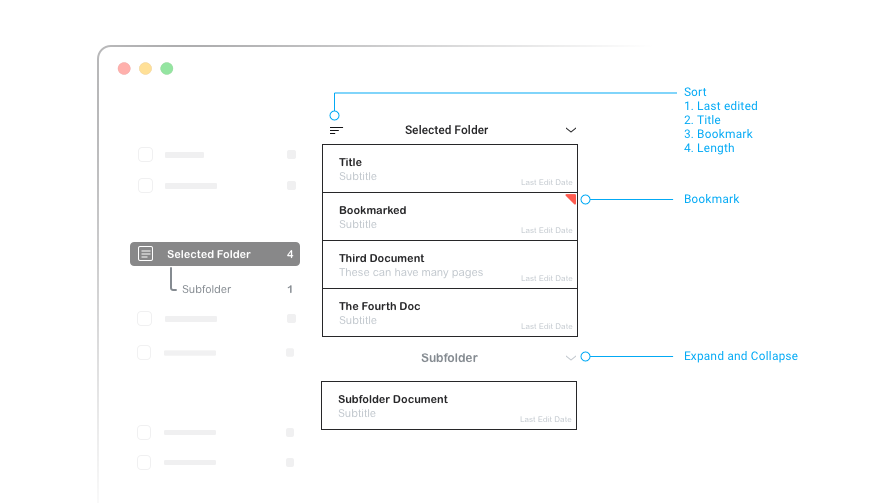 Sort
1. Last edited
2. Title
3. Bookmark
4. Length
Selected Folder
Title
Subtitle
Last Edit Date
Bookmarked
Subtitle
Last Edit Date
Bookmark
Third Document
These can have many pages
Last Edit Date
The Fourth Doc
Subtitle
Last Edit Date
Selected Folder 4
Subfolder 1
Subfolder
Expand and Collapse
Subfolder Document
Subtitle
Last Edit Date